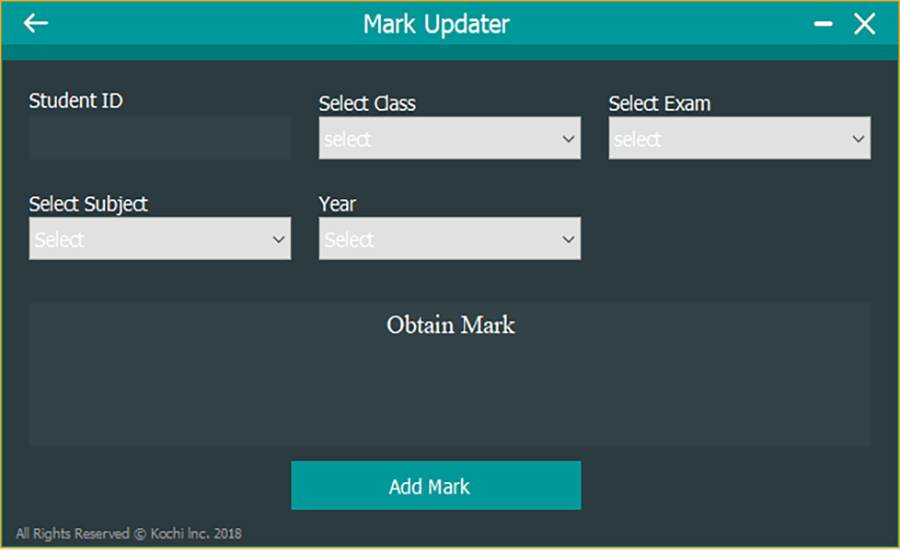 Mark Updater
Student ID
Select Class
Select Exam
select
select
Select Subject
Year
Select
Select
Obtain Mark
Add Mark
All Rights Reserved © Kochi Inc. 2018